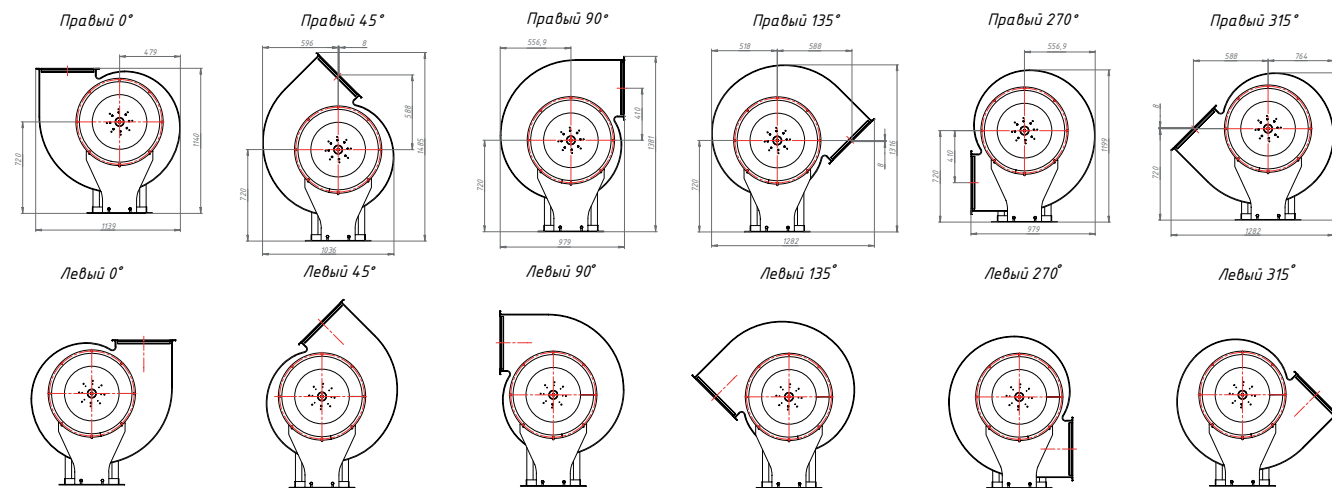 Правый 0°
Правый 45°
Правый 90°
Правый 135°
Правый 270°
Правый 315°
479
720
1140
1139
596
8
588
1485
720
1036
556,9
410
1381
720
979
518
588
8
1316
720
1282
556,9
410
720
1199
979
588
764
8
720
1282
Левый 0°
Левый 45°
Левый 90°
Левый 135°
Левый 270°
Левый 315°